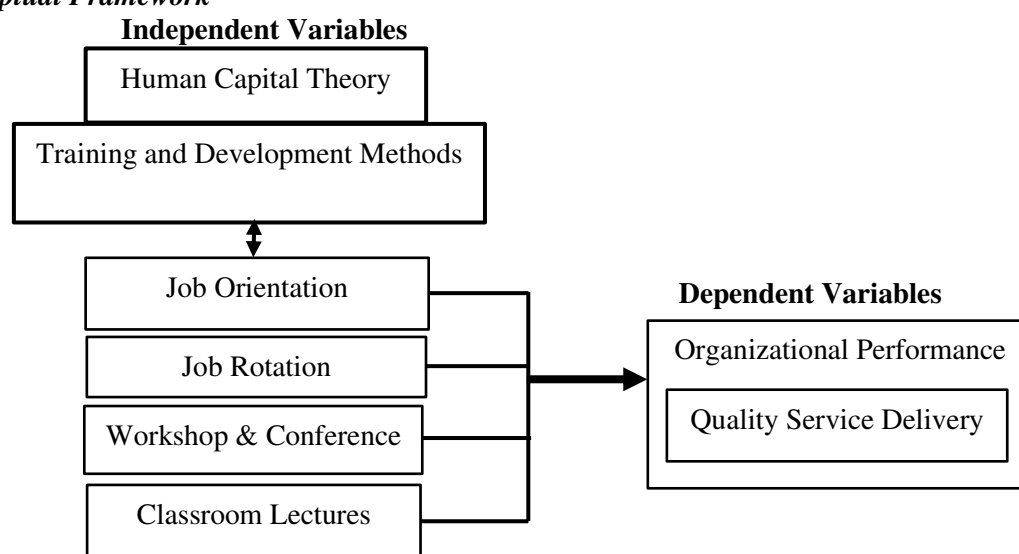 Framework
Independent Variables
Human Capital Theory
Training and Development Methods
Job Orientation
Job Rotation
Workshop & Conference
Classroom Lectures
Dependent Variables
Organizational Performance
Quality Service Delivery